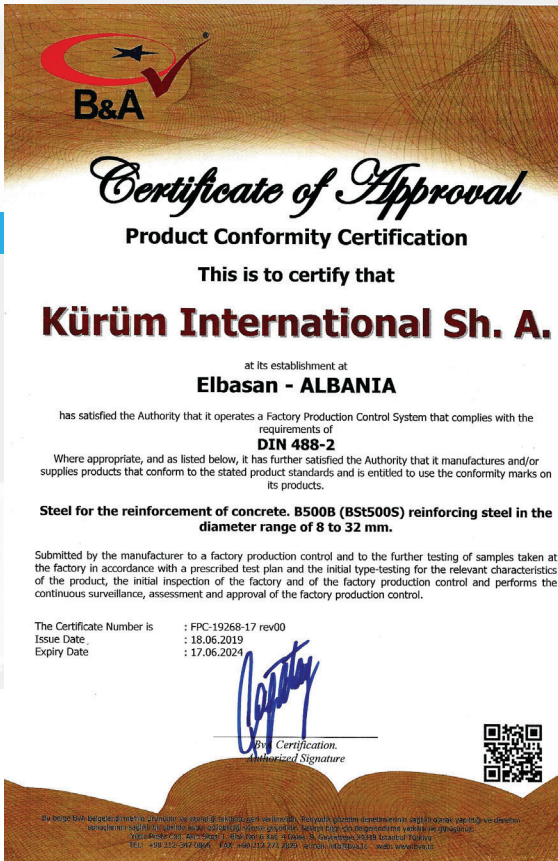 B&A
®
Certificate of Approval
Product Conformity Certification
This is to certify that
Kürüm International Sh. A.
at its establishment at
Elbasan - ALBANIA
has satisfied the Authority that it operates a Factory Production Control System that complies with the
requirements of
DIN 488-2
Where appropriate, and as listed below, it has further satisfied the Authority that it manufactures and/or
supplies products that conform to the stated product standards and is entitled to use the conformity marks on
its products.
Steel for the reinforcement of concrete. B500B (BSt500S) reinforcing steel in the
diameter range of 8 to 32 mm.
Submitted by the manufacturer to a factory production control and to the further testing of samples taken at
the factory in accordance with a prescribed test plan and the initial type-testing for the relevant characteristics
of the product, the initial inspection of the factory and of the factory production control and performs the
continuous surveillance, assessment and approval of the factory production control.
The Certificate Number is : FPC-19268-17 rev00
Issue Date : 18.06.2019
Expiry Date : 17.06.2024
BvA Certification.
Authorized Signature